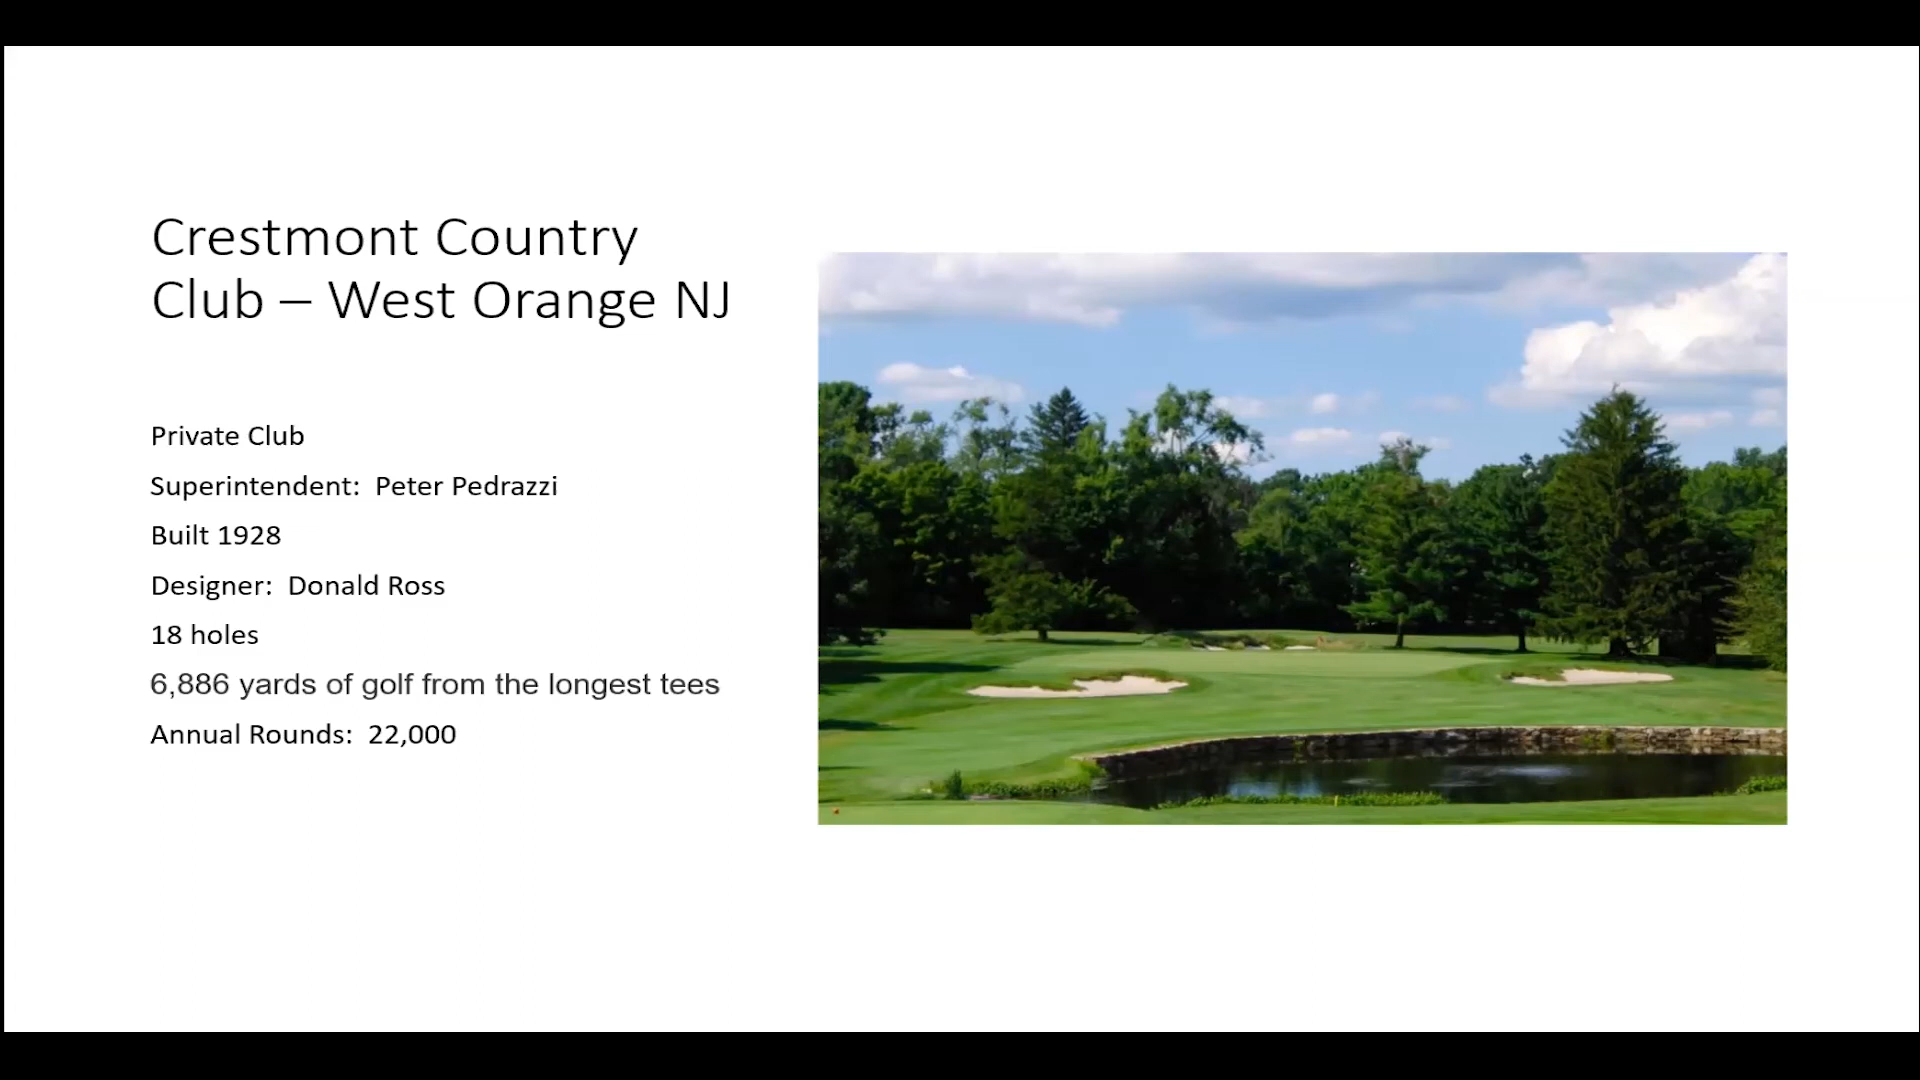 Crestmont Country
Club – West Orange NJ
Private Club
Superintendent:  Peter Pedrazzi
Built 1928
Designer:  Donald Ross
18 holes
6,886 yards of golf from the longest tees
Annual Rounds:  22,000